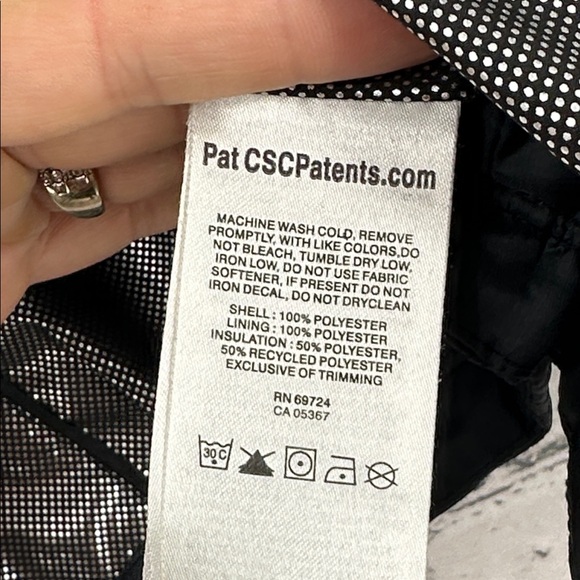 Pat CSCPatents.com
MACHINE WASH COLD, REMOVE
PROMPTLY, WITH LIKE COLORS,DO
NOT BLEACH, TUMBLE DRY LOW,
IRON LOW, DO NOT USE FABRIC
SOFTENER, IF PRESENT DO NOT
IRON DECAL, DO NOT DRYCLEAN
SHELL : 100% POLYESTER
LINING : 100% POLYESTER
INSULATION : 50% POLYESTER,
50% RECYCLED POLYESTER
EXCLUSIVE OF TRIMMING
RN 69724
CA 05367
30 C